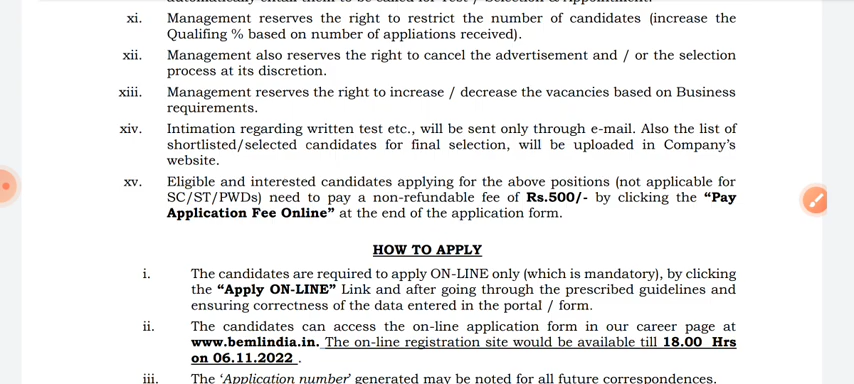 xi. Management reserves the right to restrict the number of candidates (increase the
Qualifing % based on number of appliations received).
xii. Management also reserves the right to cancel the advertisement and / or the selection
process at its discretion.
xiii. Management reserves the right to increase / decrease the vacancies based on Business
requirements.
xiv. Intimation regarding written test etc., will be sent only through e-mail. Also the list of
shortlisted/selected candidates for final selection, will be uploaded in Company's
website.
xv. Eligible and interested candidates applying for the above positions (not applicable for
SC/ST/PWDs) need to pay a non-refundable fee of Rs.500/- by clicking the “Pay
Application Fee Online” at the end of the application form.
HOW TO APPLY
i. The candidates are required to apply ON-LINE only (which is mandatory), by clicking
the “Apply ON-LINE” Link and after going through the prescribed guidelines and
ensuring correctness of the data entered in the portal / form.
ii. The candidates can access the on-line application form in our career page at
www.bemlindia.in. The on-line registration site would be available till 18.00 Hrs
on 06.11.2022 .
iii. The ‘Application number’ generated may be noted for all future correspondences.